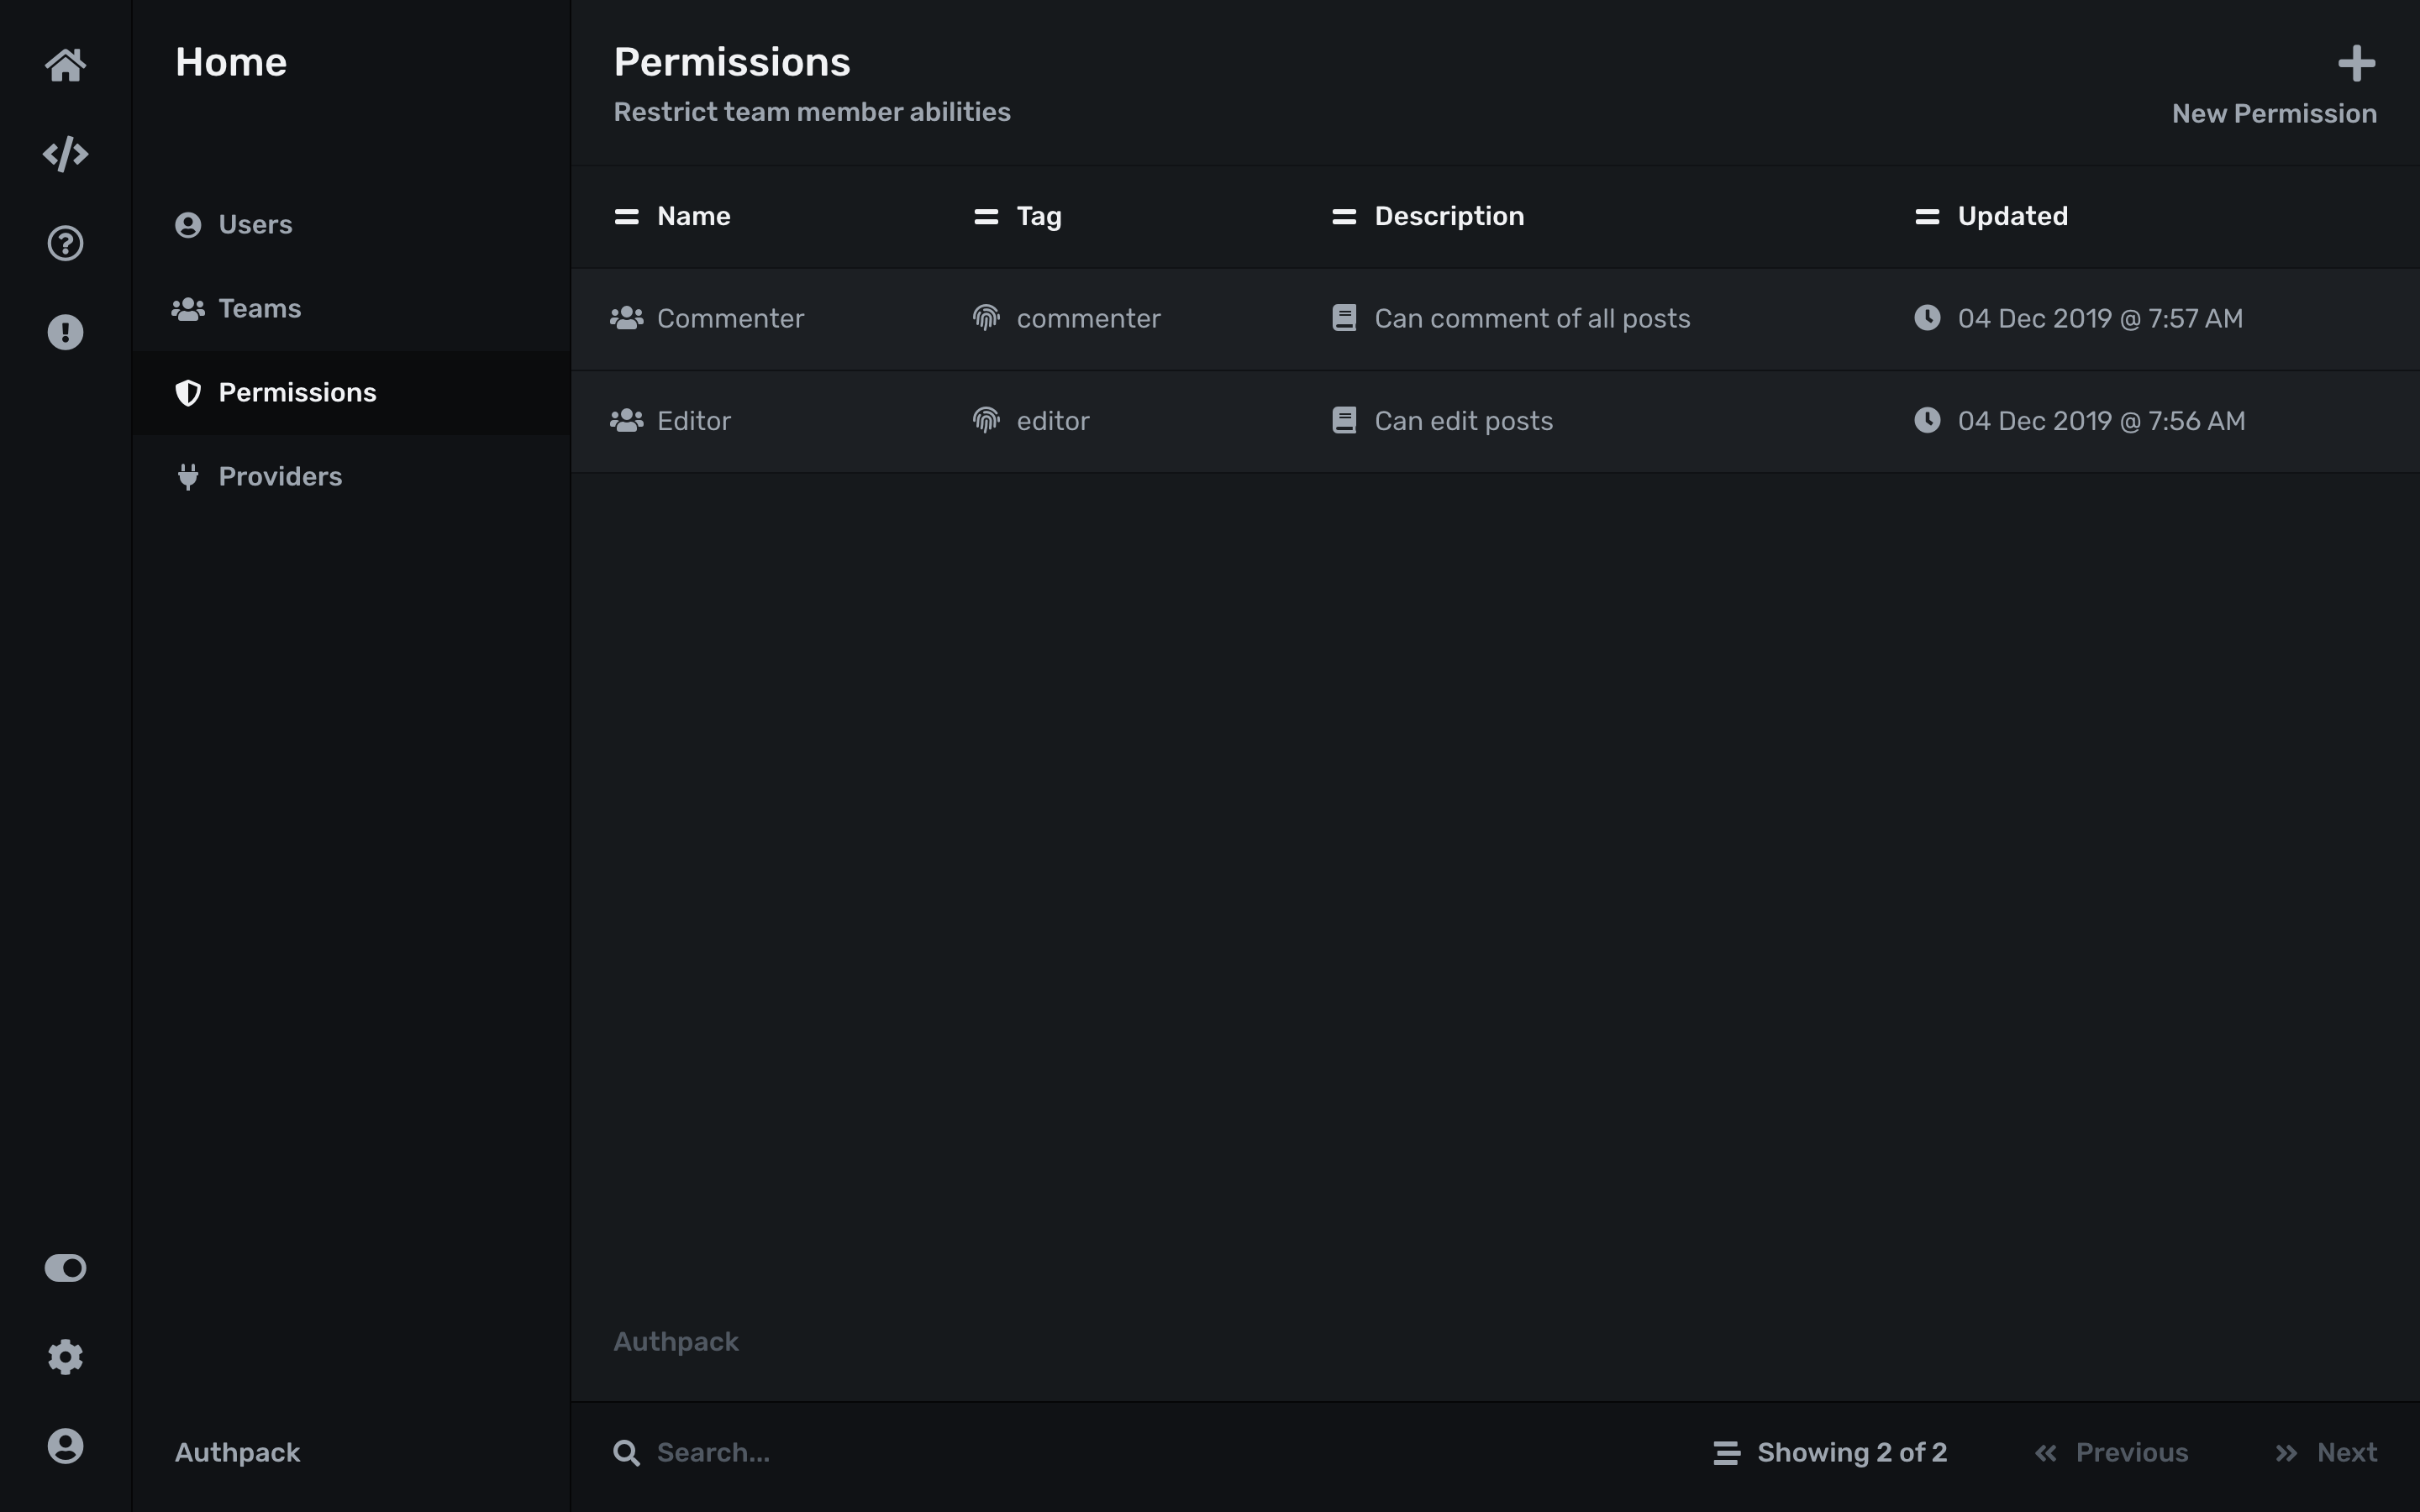 Home
Users
Teams
Permissions
Providers
Authpack
Permissions
Restrict team member abilities
New Permission
Name Tag Description Updated
Commenter commenter Can comment of all posts 04 Dec 2019 @ 7:57 AM
Editor editor Can edit posts 04 Dec 2019 @ 7:56 AM
Authpack
Search... Showing 2 of 2 Previous Next